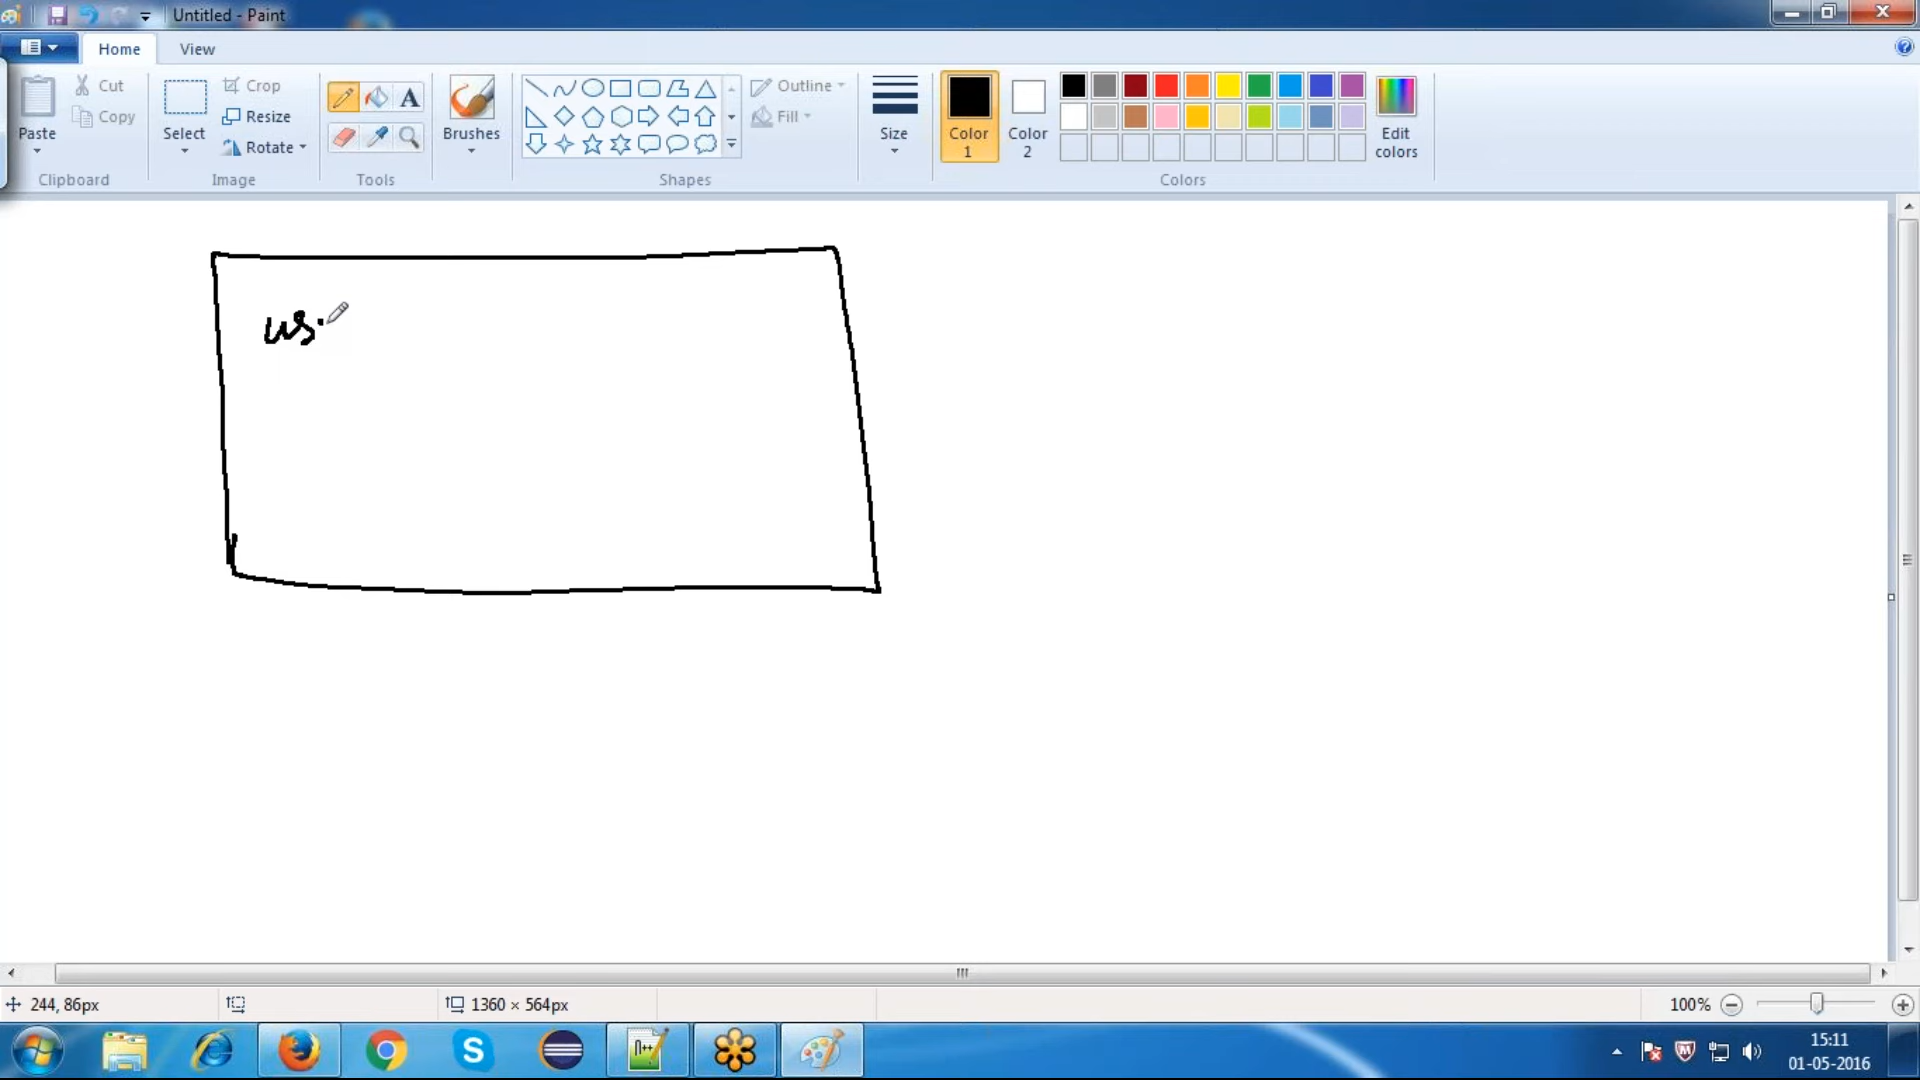 Untitled - Paint
Home View
Paste Cut Copy Select Crop Resize Rotate A Brushes Outline Fill Size Color 1 Color 2 Edit colors
Clipboard Image Tools Shapes Colors
us
244, 86px 1360 × 564px 100%
15:11
01-05-2016